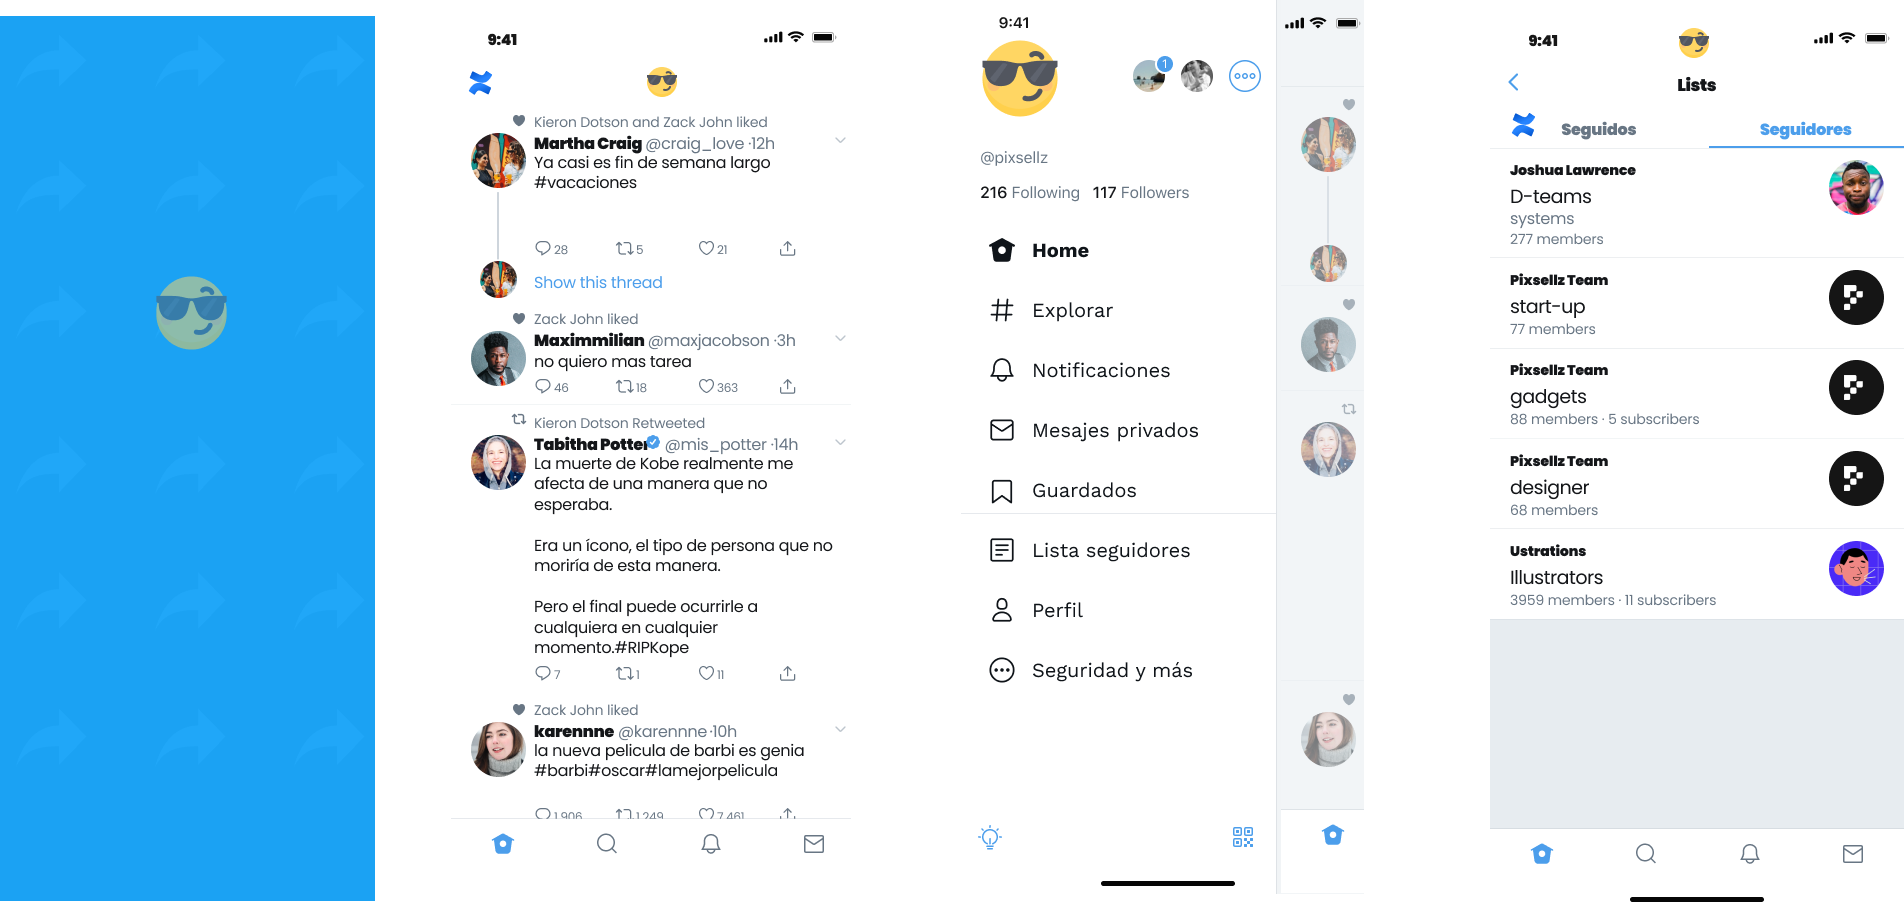 9:41
Kieron Dotson and Zack John liked
Martha Craig @craig_love ·12h
Ya casi es fin de semana largo
#vacaciones
28 5 21
Show this thread
Zack John liked
Maximmilian @maxjacobson ·3h
no quiero mas tarea
46 18 363
Kieron Dotson Retweeted
Tabitha Potter @mis_potter ·14h
La muerte de Kobe realmente me
afecta de una manera que no
esperaba.
Era un ícono, el tipo de persona que no
moriría de esta manera.
Pero el final puede ocurrirle a
cualquiera en cualquier
momento.#RIPKope
7 1 11
Zack John liked
karennne @karennne ·10h
la nueva pelicula de barbi es genia
#barbi#oscar#lamejorpelicula
1,906 1,249 7,461
9:41
1
@pixsellz
216 Following 117 Followers
Home
Explorar
Notificaciones
Mesajes privados
Guardados
Lista seguidores
Perfil
Seguridad y más
9:41
Lists
Seguidos Seguidores
Joshua Lawrence
D-teams
systems
277 members
Pixsellz Team
start-up
77 members
Pixsellz Team
gadgets
88 members · 5 subscribers
Pixsellz Team
designer
68 members
Ustrations
Illustrators
3959 members · 11 subscribers